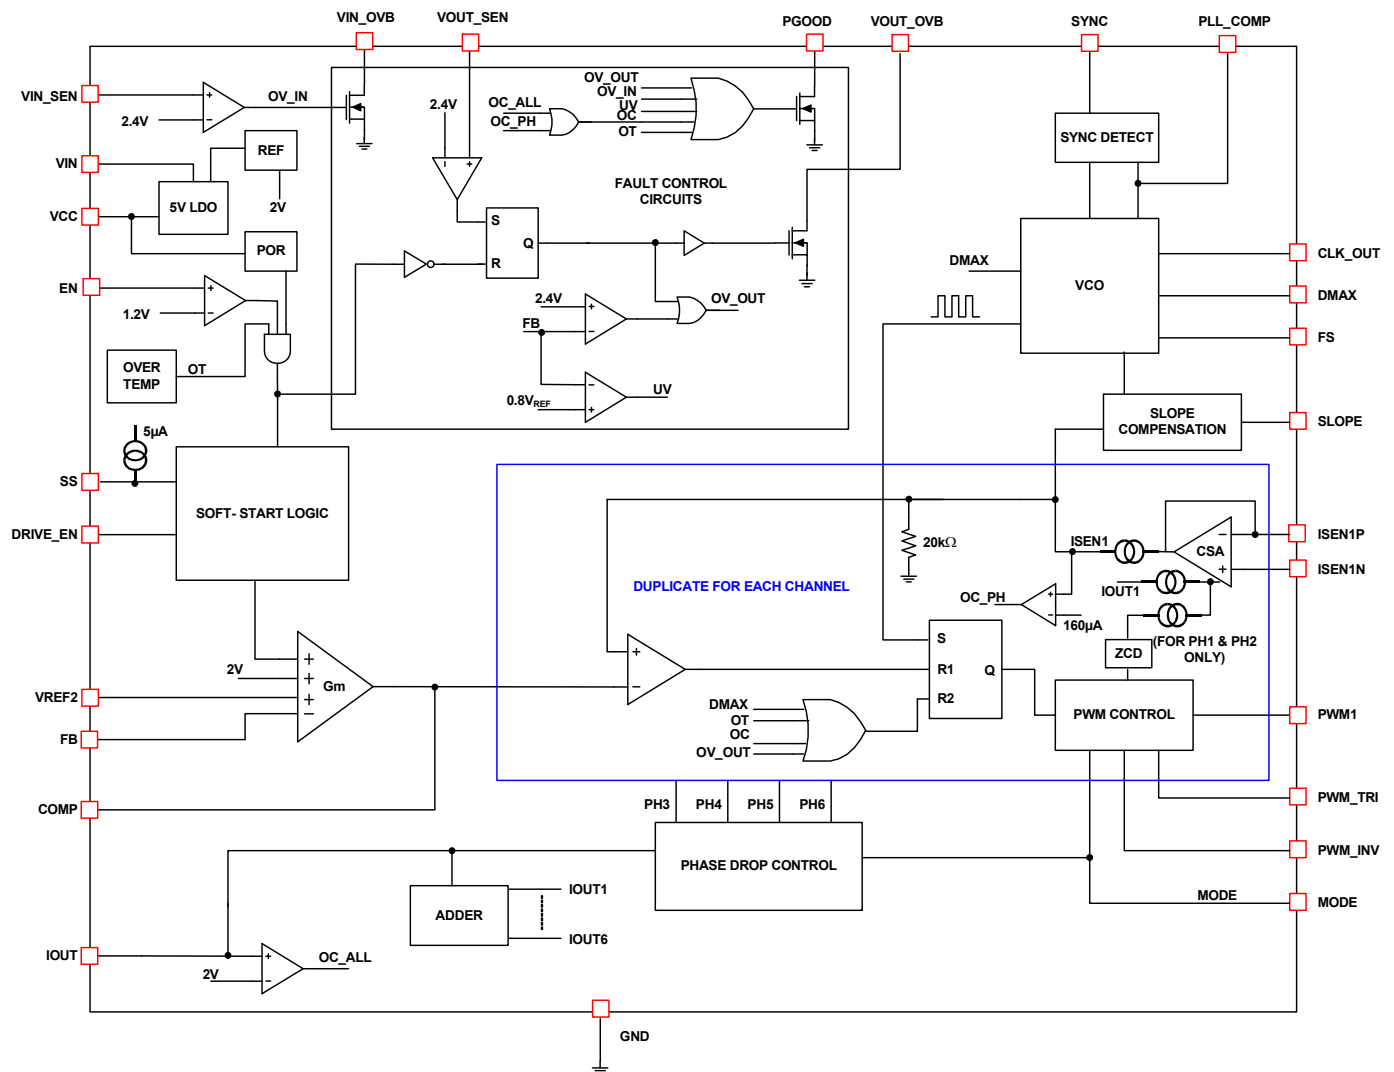 VIN_OVB
VOUT_SEN
PGOOD
VOUT_OVB
SYNC
PLL_COMP
VIN_SEN
+
−
2.4V
OV_IN
2.4V
−
+
OC_ALL
OC_PH
OV_OUT
OV_IN
UV
OC
OT
SYNC DETECT
VIN
REF
2V
5V LDO
VCC
POR
FAULT CONTROL
CIRCUITS
S
R
Q
EN
+
−
1.2V
OVER
TEMP
OT
2.4V
+
−
FB
OV_OUT
−
+
0.8VREF
UV
DMAX
VCO
CLK_OUT
DMAX
FS
SLOPE
COMPENSATION
SLOPE
5µA
SS
DRIVE_EN
SOFT- START LOGIC
20kΩ
ISEN1
−
+
CSA
ISEN1P
ISEN1N
IOUT1
OC_PH
+
−
160µA
(FOR PH1 & PH2
ONLY)
ZCD
DUPLICATE FOR EACH CHANNEL
+
−
S
R1
R2
Q
2V
+
+
+
−
Gm
VREF2
FB
DMAX
OT
OC
OV_OUT
PWM CONTROL
PWM1
COMP
PH3
PH4
PH5
PH6
PWM_TRI
PHASE DROP CONTROL
PWM_INV
MODE
MODE
ADDER
IOUT1
IOUT6
IOUT
+
−
2V
OC_ALL
GND